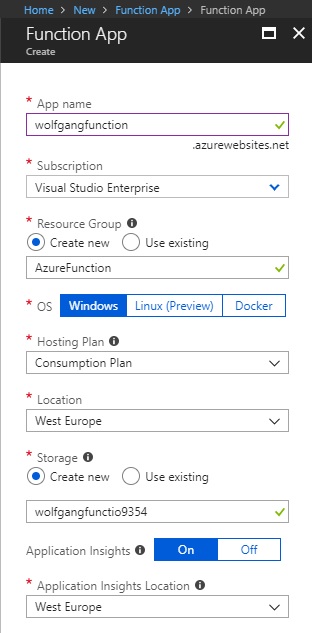 Home > New > Function App > Function App
Function App
Create
* App name
wolfgangfunction
.azurewebsites.net
* Subscription
Visual Studio Enterprise
* Resource Group
Create new Use existing
AzureFunction
* OS Windows Linux (Preview) Docker
* Hosting Plan
Consumption Plan
* Location
West Europe
* Storage
Create new Use existing
wolfgangfunctio9354
Application Insights On Off
* Application Insights Location
West Europe